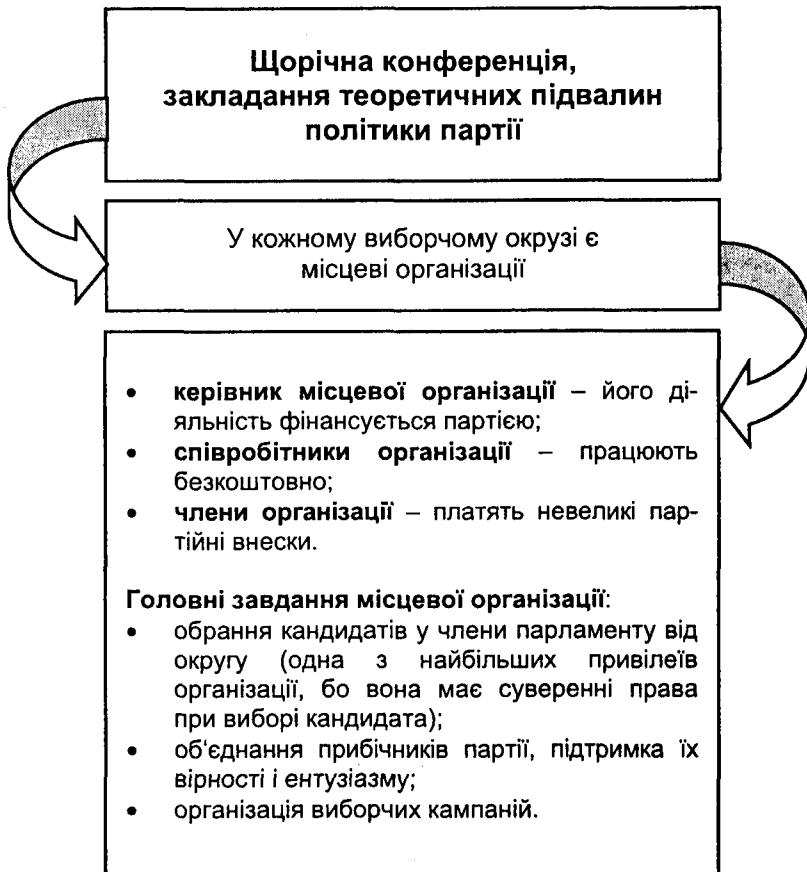 Щорічна конференція,
закладання теоретичних підвалин
політики партії
У кожному виборчому окрузі є
місцеві організації
• керівник місцевої організації – його ді-
яльність фінансується партією;
• співробітники організації – працюють
безкоштовно;
• члени організації – платять невеликі пар-
тійні внески.
Головні завдання місцевої організації:
• обрання кандидатів у члени парламенту від
округу (одна з найбільших привілеїв
організації, бо вона має суверенні права
при виборі кандидата);
• об'єднання прибічників партії, підтримка їх
вірності і ентузіазму;
• організація виборчих кампаній.